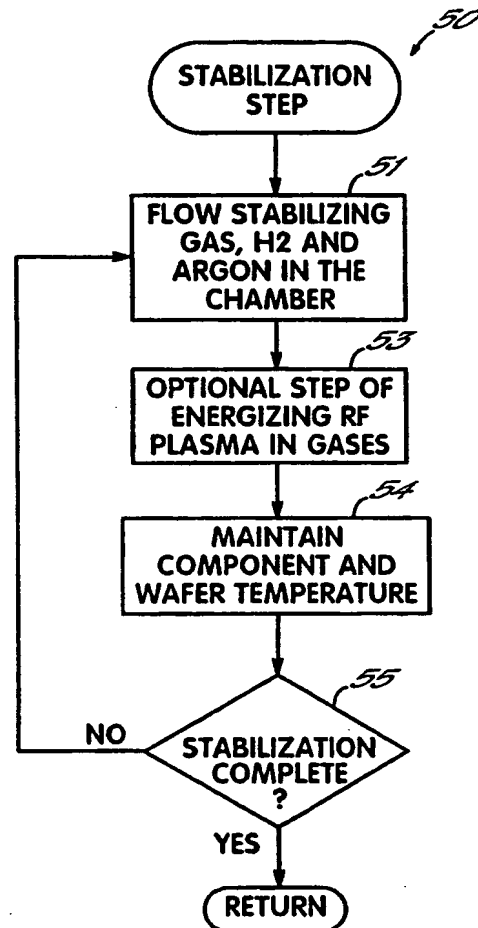 50
STABILIZATION
STEP
51
FLOW STABILIZING
GAS, H2 AND
ARGON IN THE
CHAMBER
53
OPTIONAL STEP OF
ENERGIZING RF
PLASMA IN GASES
54
MAINTAIN
COMPONENT AND
WAFER TEMPERATURE
55
NO
STABILIZATION
COMPLETE
?
YES
RETURN